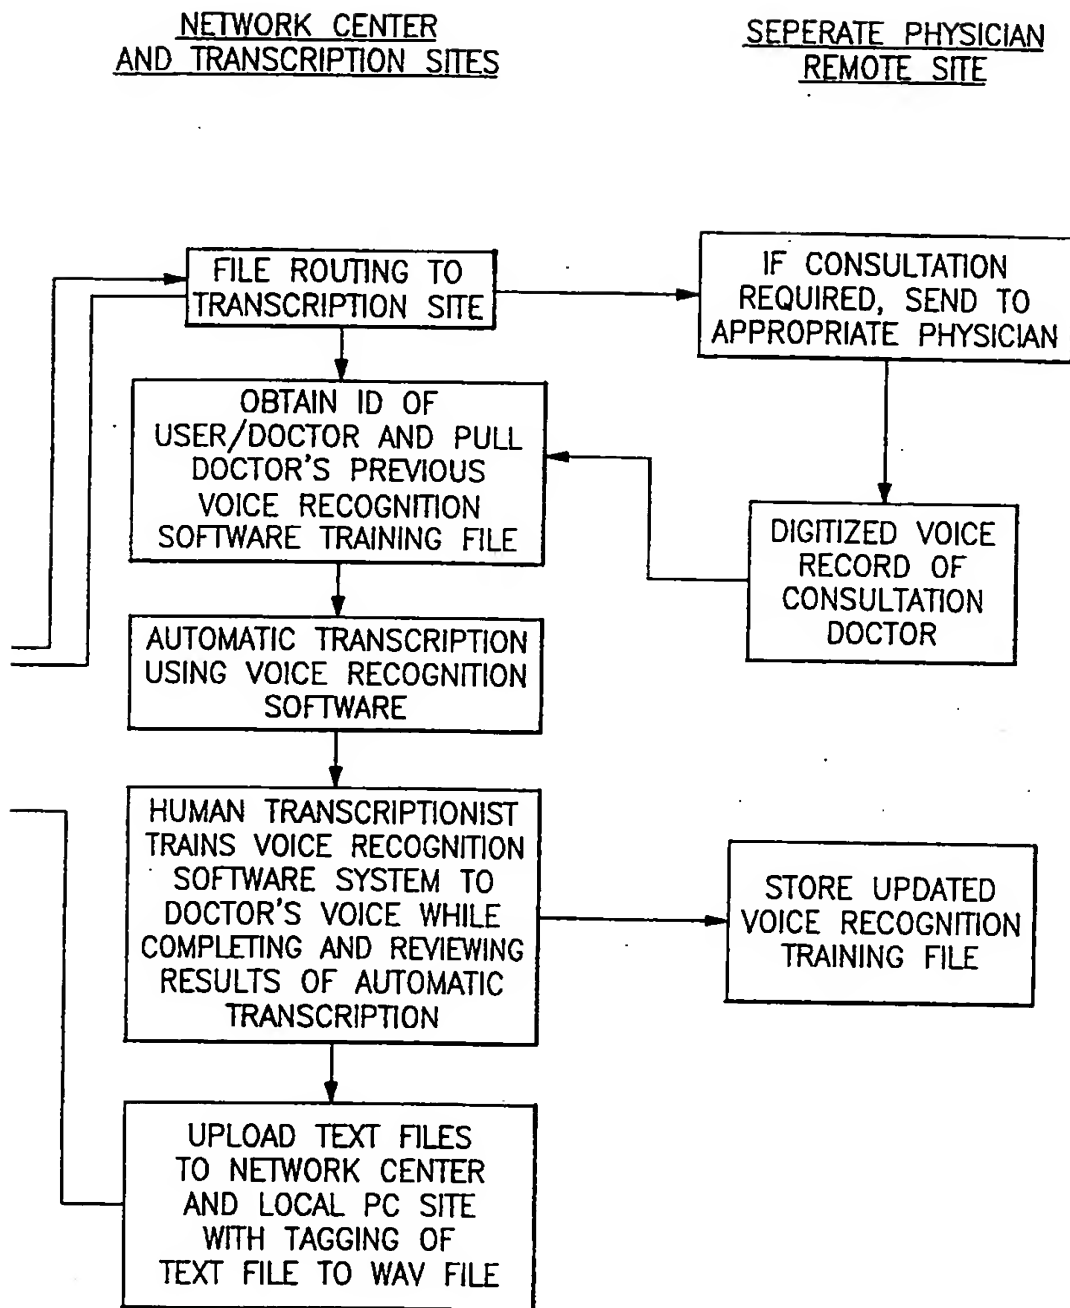 NETWORK CENTER
AND TRANSCRIPTION SITES
SEPERATE PHYSICIAN
REMOTE SITE
FILE ROUTING TO
TRANSCRIPTION SITE
IF CONSULTATION
REQUIRED, SEND TO
APPROPRIATE PHYSICIAN
OBTAIN ID OF
USER/DOCTOR AND PULL
DOCTOR'S PREVIOUS
VOICE RECOGNITION
SOFTWARE TRAINING FILE
DIGITIZED VOICE
RECORD OF
CONSULTATION
DOCTOR
AUTOMATIC TRANSCRIPTION
USING VOICE RECOGNITION
SOFTWARE
HUMAN TRANSCRIPTIONIST
TRAINS VOICE RECOGNITION
SOFTWARE SYSTEM TO
DOCTOR'S VOICE WHILE
COMPLETING AND REVIEWING
RESULTS OF AUTOMATIC
TRANSCRIPTION
STORE UPDATED
VOICE RECOGNITION
TRAINING FILE
UPLOAD TEXT FILES
TO NETWORK CENTER
AND LOCAL PC SITE
WITH TAGGING OF
TEXT FILE TO WAV FILE